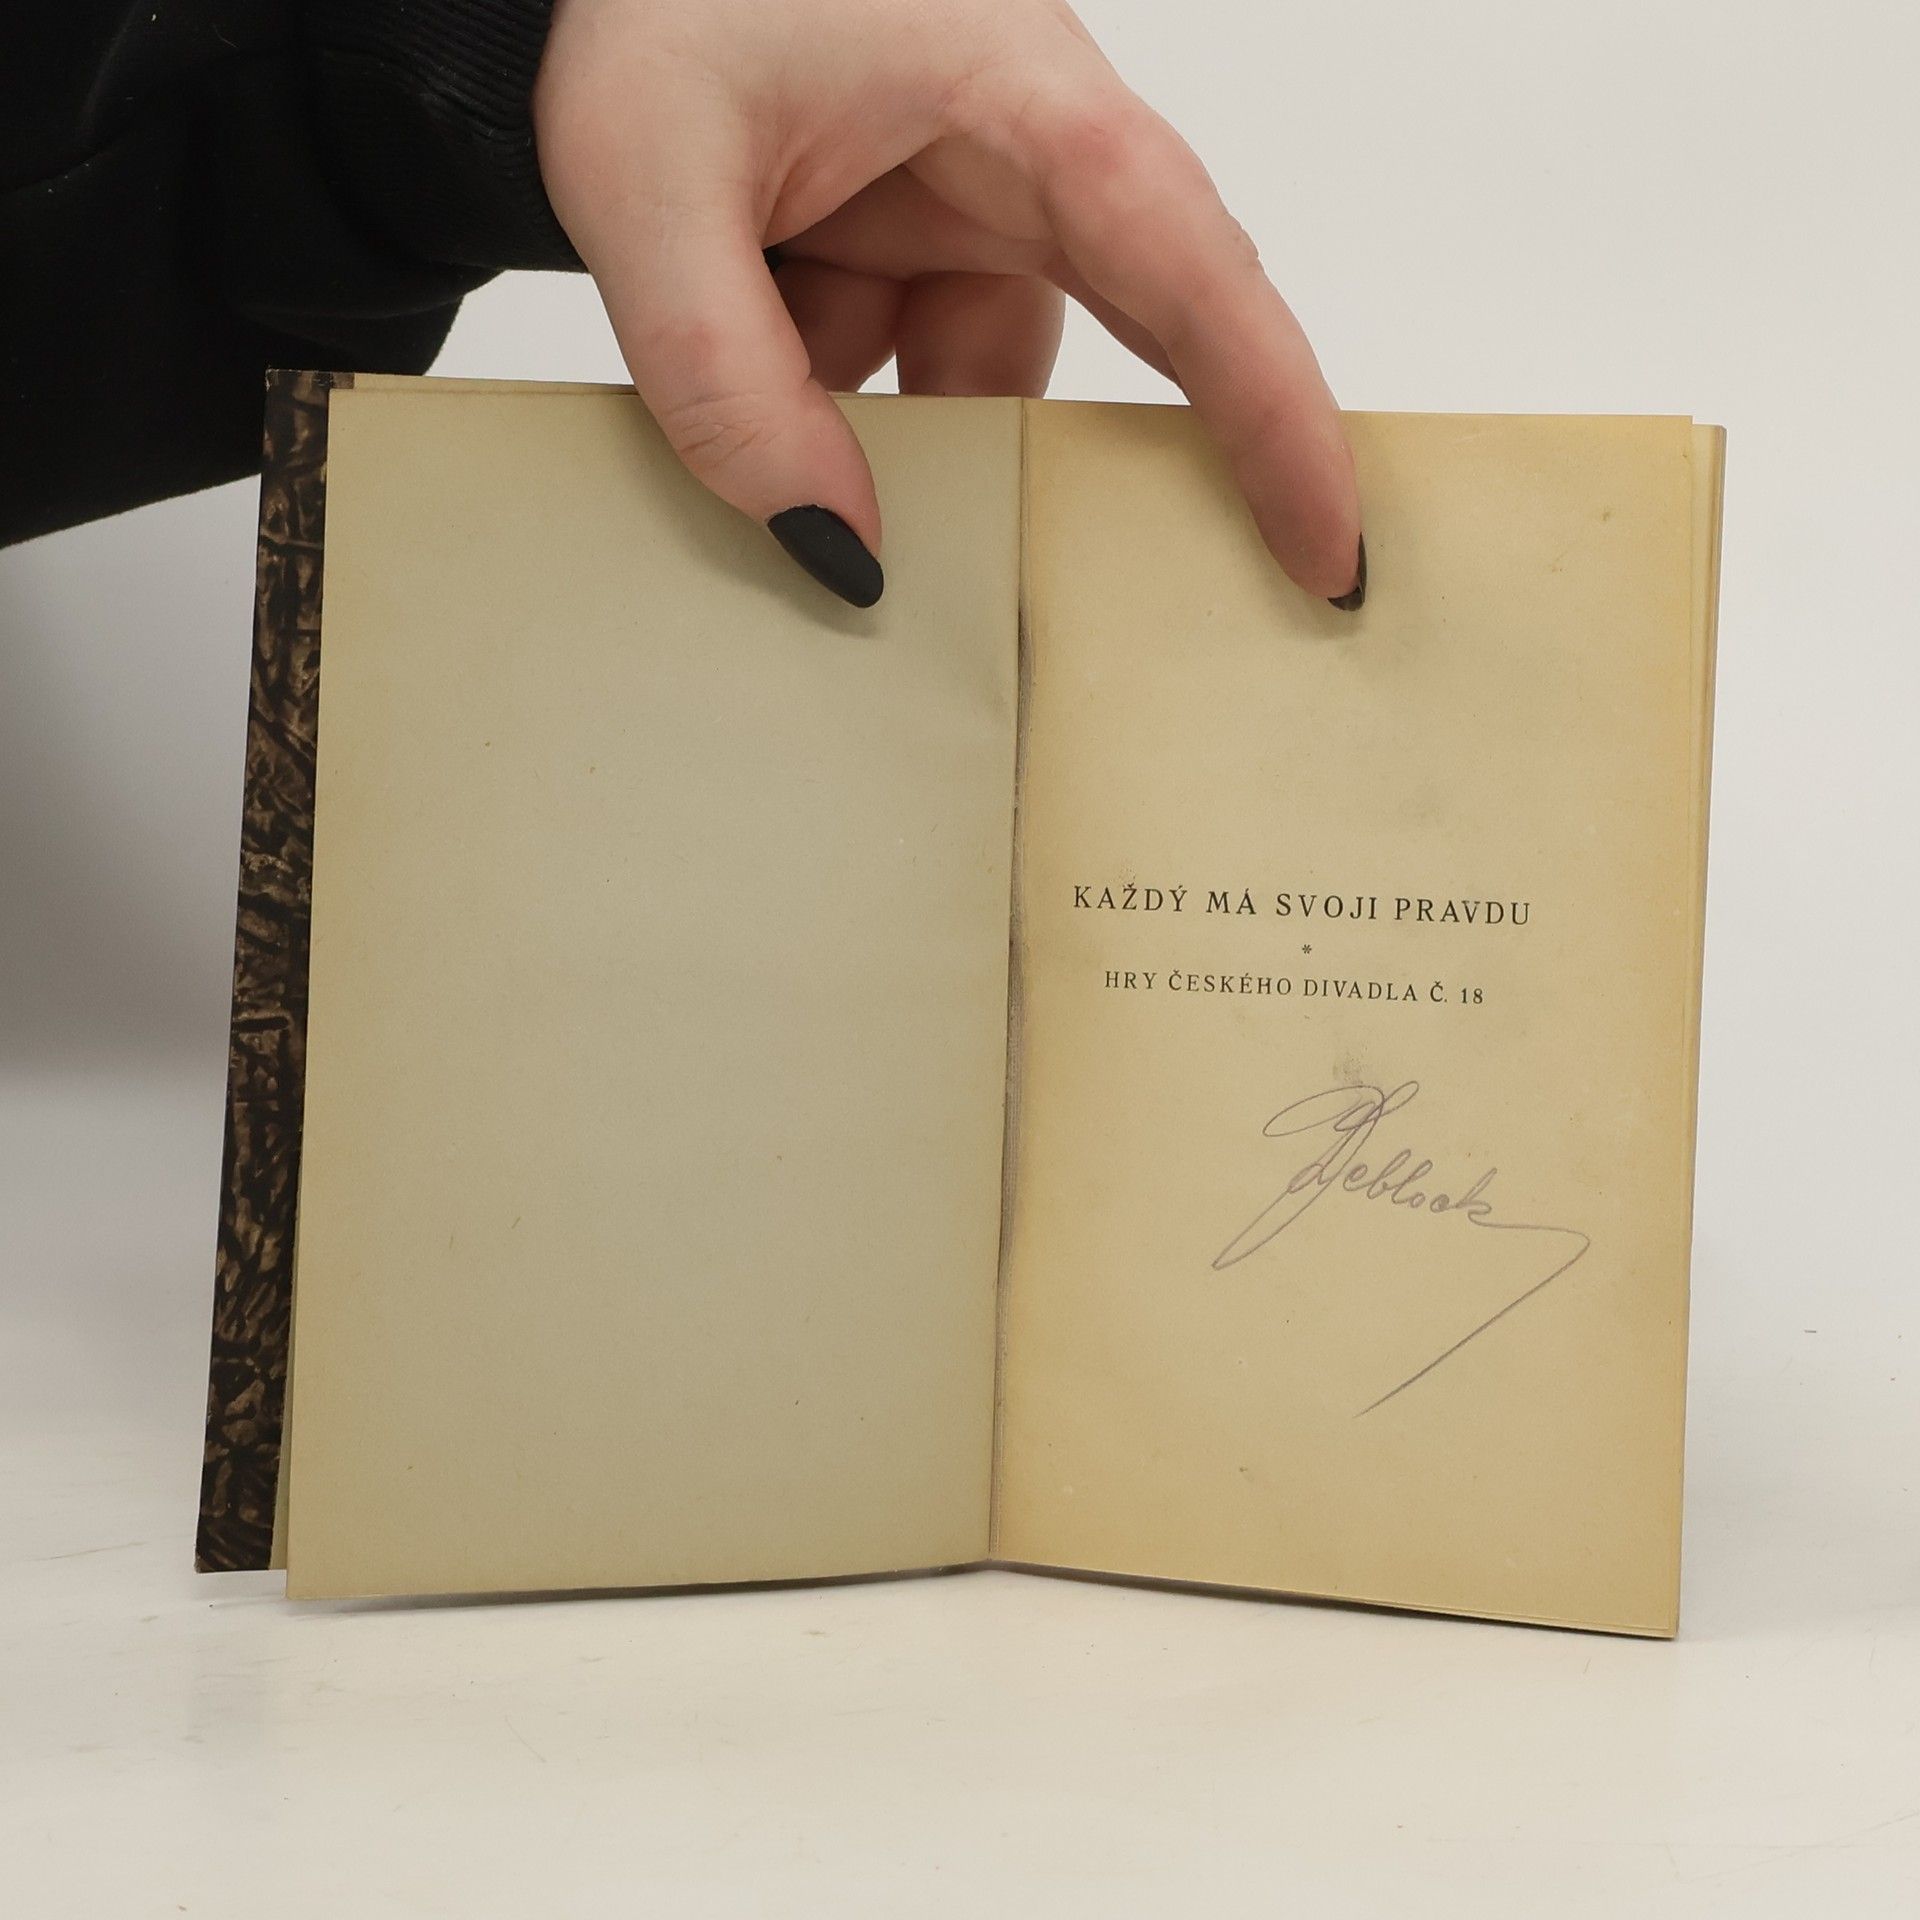 KAŽDÝ MÁ SVOJI PRAVDU
*
HRY ČESKÉHO DIVADLA Č. 18